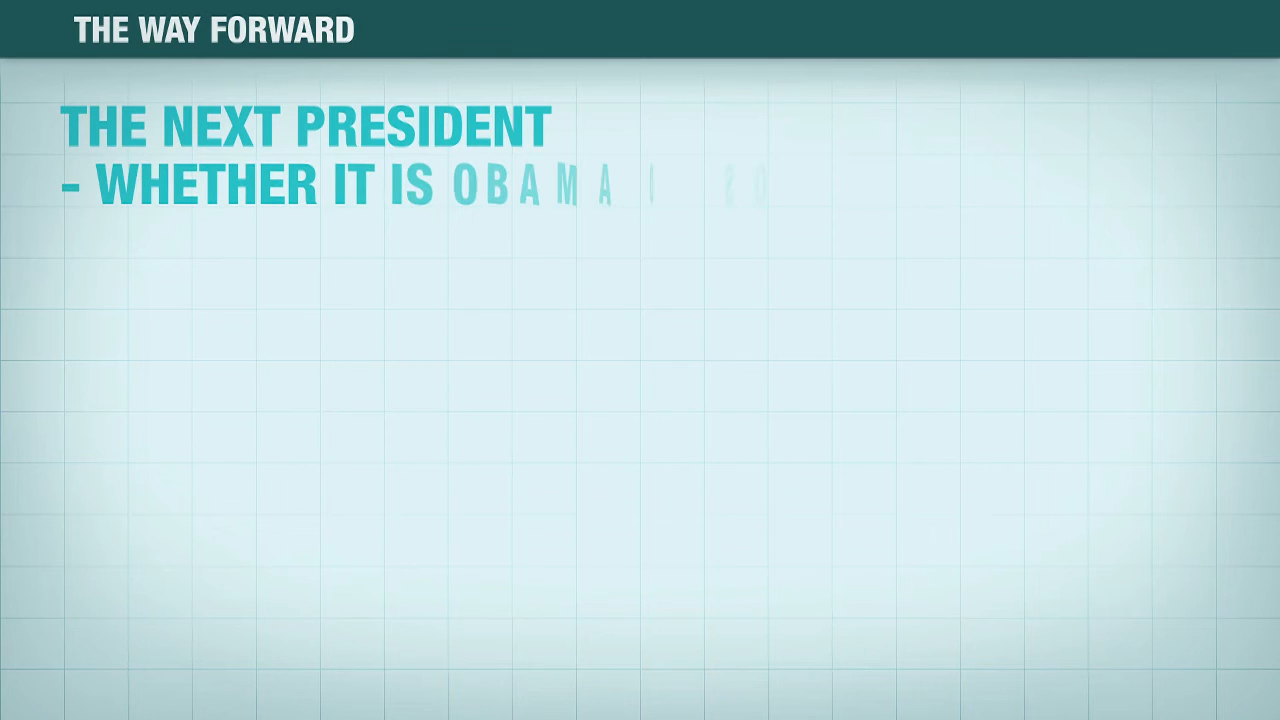 THE WAY FORWARD
THE NEXT PRESIDENT
- WHETHER IT IS OBAMA